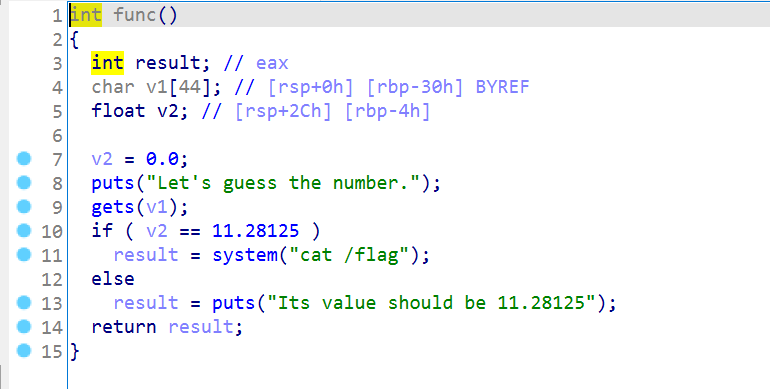 1 int func()
2 {
3   int result; // eax
4   char v1[44]; // [rsp+0h] [rbp-30h] BYREF
5   float v2; // [rsp+2Ch] [rbp-4h]
6
7   v2 = 0.0;
8   puts("Let's guess the number.");
9   gets(v1);
10   if ( v2 == 11.28125 )
11     result = system("cat /flag");
12   else
13     result = puts("Its value should be 11.28125");
14   return result;
15 }